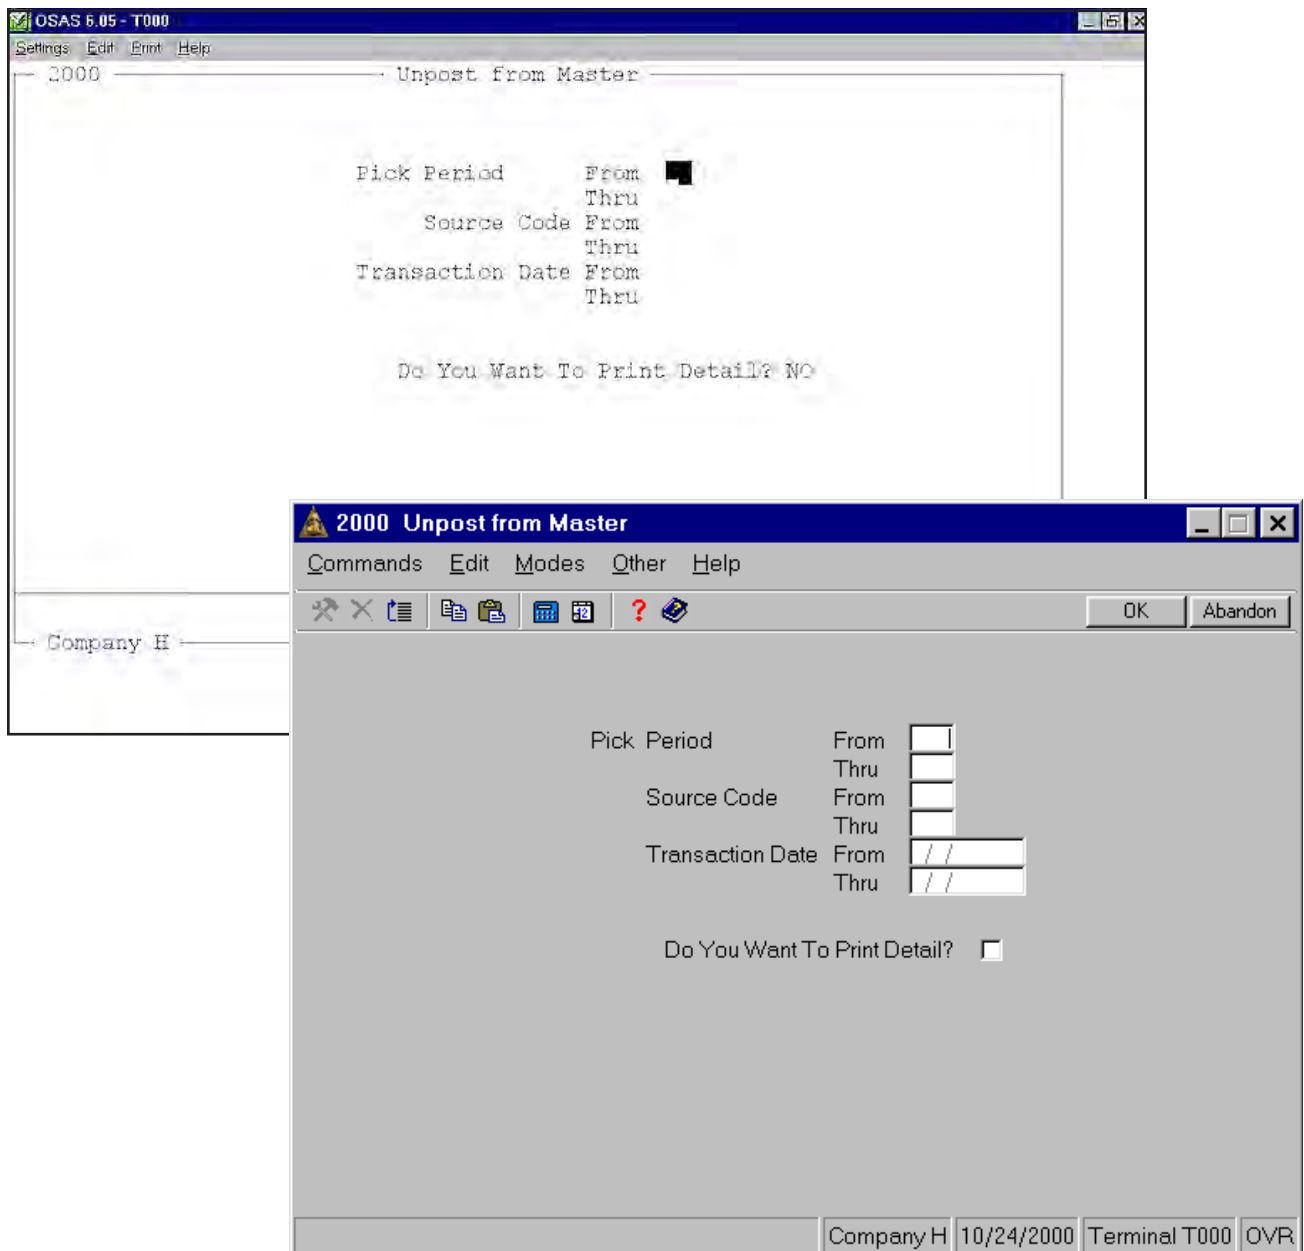 OSAS 6.05 - T000
Settings Edit Print Help
2000 Unpost from Master
Pick Period From
Thru
Source Code From
Thru
Transaction Date From
Thru
Do You Want To Print Detail? NO
Company H
2000 Unpost from Master
Commands Edit Modes Other Help
12 ? OK Abandon
Pick Period From
Thru
Source Code From
Thru
Transaction Date From / /
Thru / /
Do You Want To Print Detail?
Company H 10/24/2000 Terminal T000 OVR